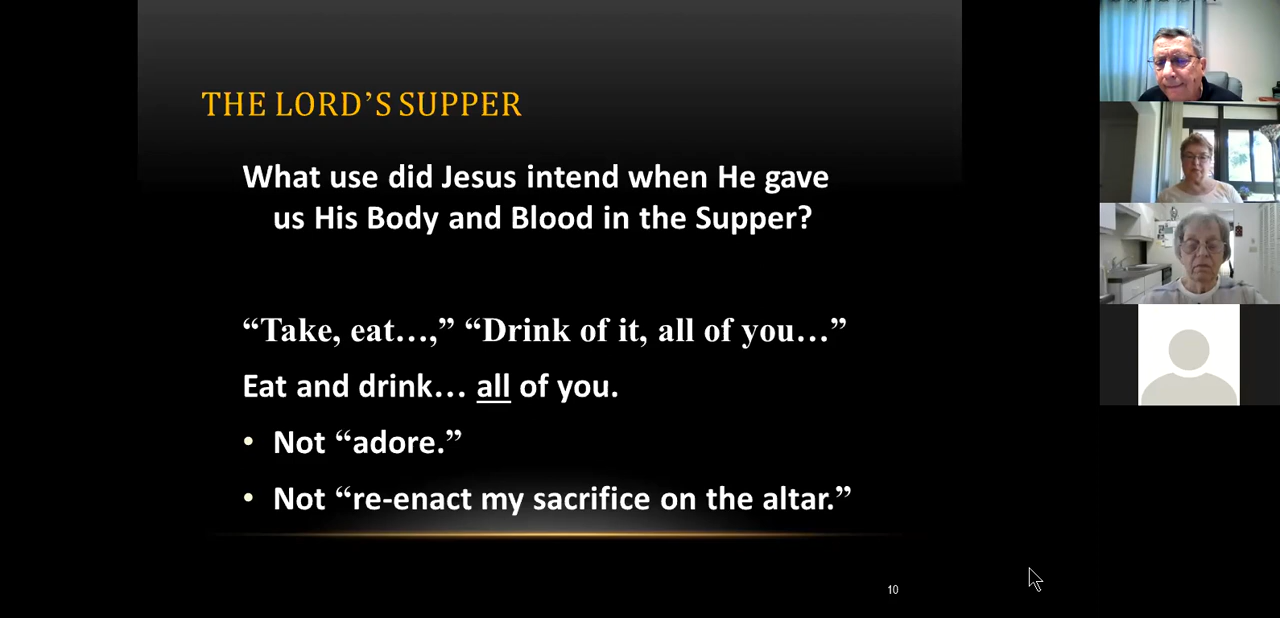 THE LORD’S SUPPER
What use did Jesus intend when He gave
us His Body and Blood in the Supper?
“Take, eat…,” “Drink of it, all of you…”
Eat and drink… all of you.
• Not “adore.”
• Not “re-enact my sacrifice on the altar.”
10